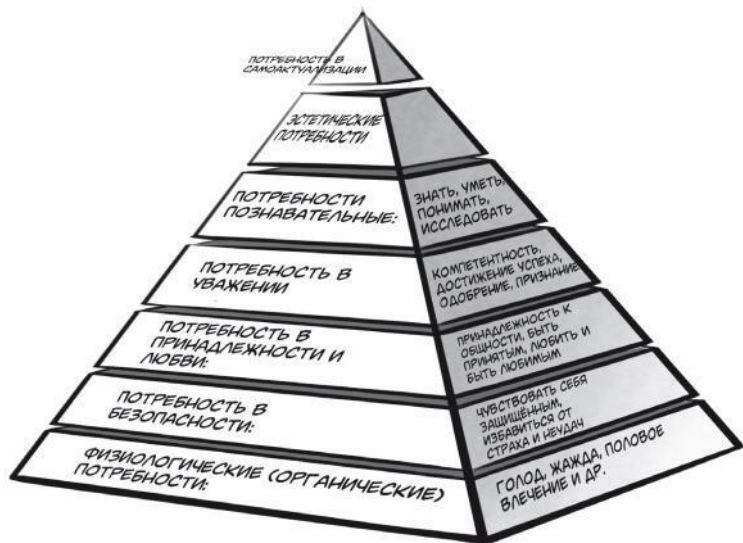 ПОТРЕБНОСТЬ В
САМОАКТУАЛИЗАЦИИ
ЭСТЕТИЧЕСКИЕ
ПОТРЕБНОСТИ
ПОТРЕБНОСТИ
ПОЗНАВАТЕЛЬНЫЕ:
ЗНАТЬ, УМЕТЬ,
ПОНИМАТЬ,
ИССЛЕДОВАТЬ
ПОТРЕБНОСТЬ В
УВАЖЕНИИ
КОМПЕТЕНТНОСТЬ,
ДОСТИЖЕНИЕ УСПЕХА,
ОДОБРЕНИЕ, ПРИЗНАНИЕ
ПОТРЕБНОСТЬ В
ПРИНАДЛЕЖНОСТИ И
ЛЮБВИ:
ПРИНАДЛЕЖНОСТЬ К
ОБЩНОСТИ, БЫТЬ
ПРИНЯТЫМ, ЛЮБИТЬ И
БЫТЬ ЛЮБИМЫМ
ПОТРЕБНОСТЬ В
БЕЗОПАСНОСТИ:
ЧУВСТВОВАТЬ СЕБЯ
ЗАЩИЩЁННЫМ,
ИЗБАВИТЬСЯ ОТ
СТРАХА И НЕУДАЧ
ФИЗИОЛОГИЧЕСКИЕ (ОРГАНИЧЕСКИЕ)
ПОТРЕБНОСТИ:
ГОЛОД, ЖАЖДА, ПОЛОВОЕ
ВЛЕЧЕНИЕ И ДР.